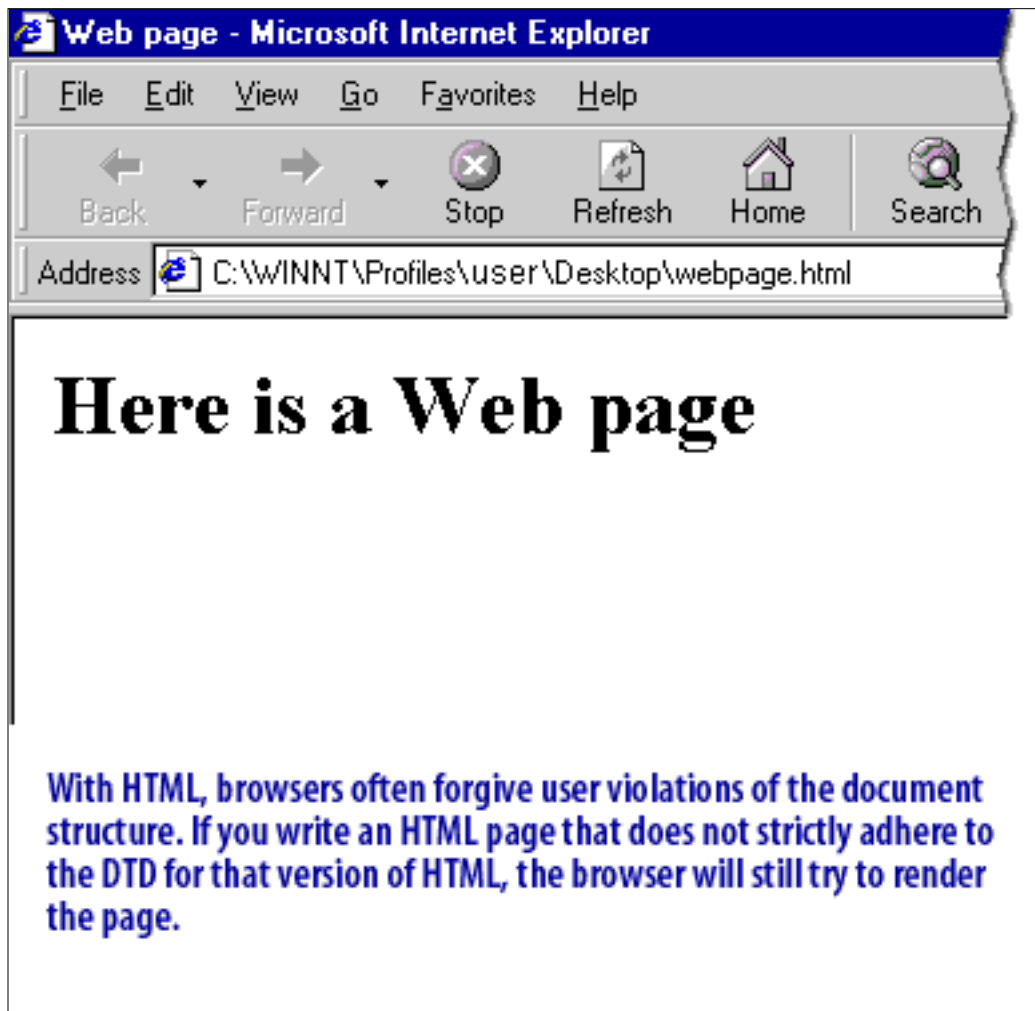 Web page - Microsoft Internet Explorer
File Edit View Go Favorites Help
Back Forward Stop Refresh Home Search
Address C:\WINNT\Profiles\user\Desktop\webpage.html
Here is a Web page
With HTML, browsers often forgive user violations of the document
structure. If you write an HTML page that does not strictly adhere to
the DTD for that version of HTML, the browser will still try to render
the page.